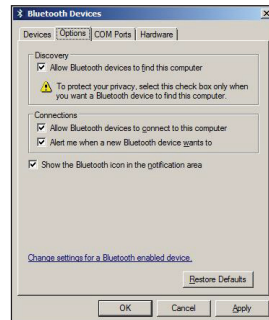 Bluetooth Devices
Devices Options COM Ports Hardware
Discovery
Allow Bluetooth devices to find this computer
To protect your privacy, select this check box only when
you want a Bluetooth device to find this computer.
Connections
Allow Bluetooth devices to connect to this computer
Alert me when a new Bluetooth device wants to
Show the Bluetooth icon in the notification area
Change settings for a Bluetooth enabled device.
Restore Defaults
OK Cancel Apply